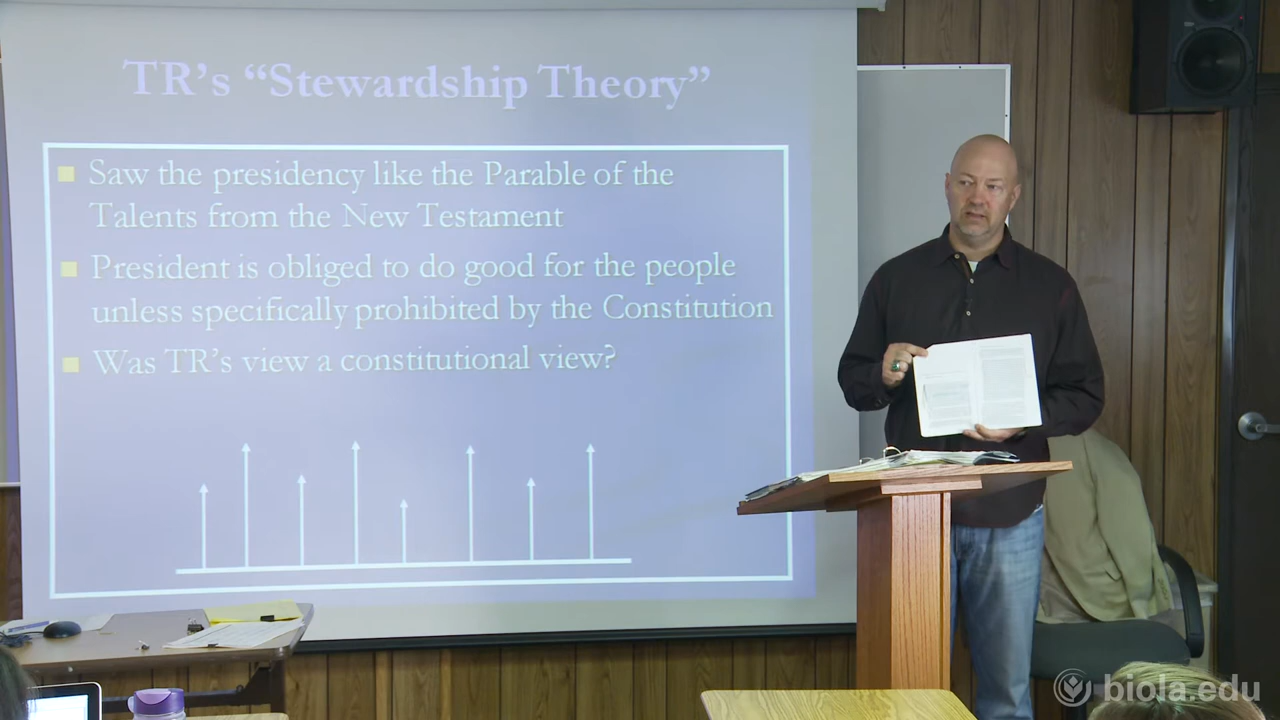 TR's “Stewardship Theory”
Saw the presidency like the Parable of the
Talents from the New Testament
President is obliged to do good for the people
unless specifically prohibited by the Constitution
Was TR's view a constitutional view?
biola.edu